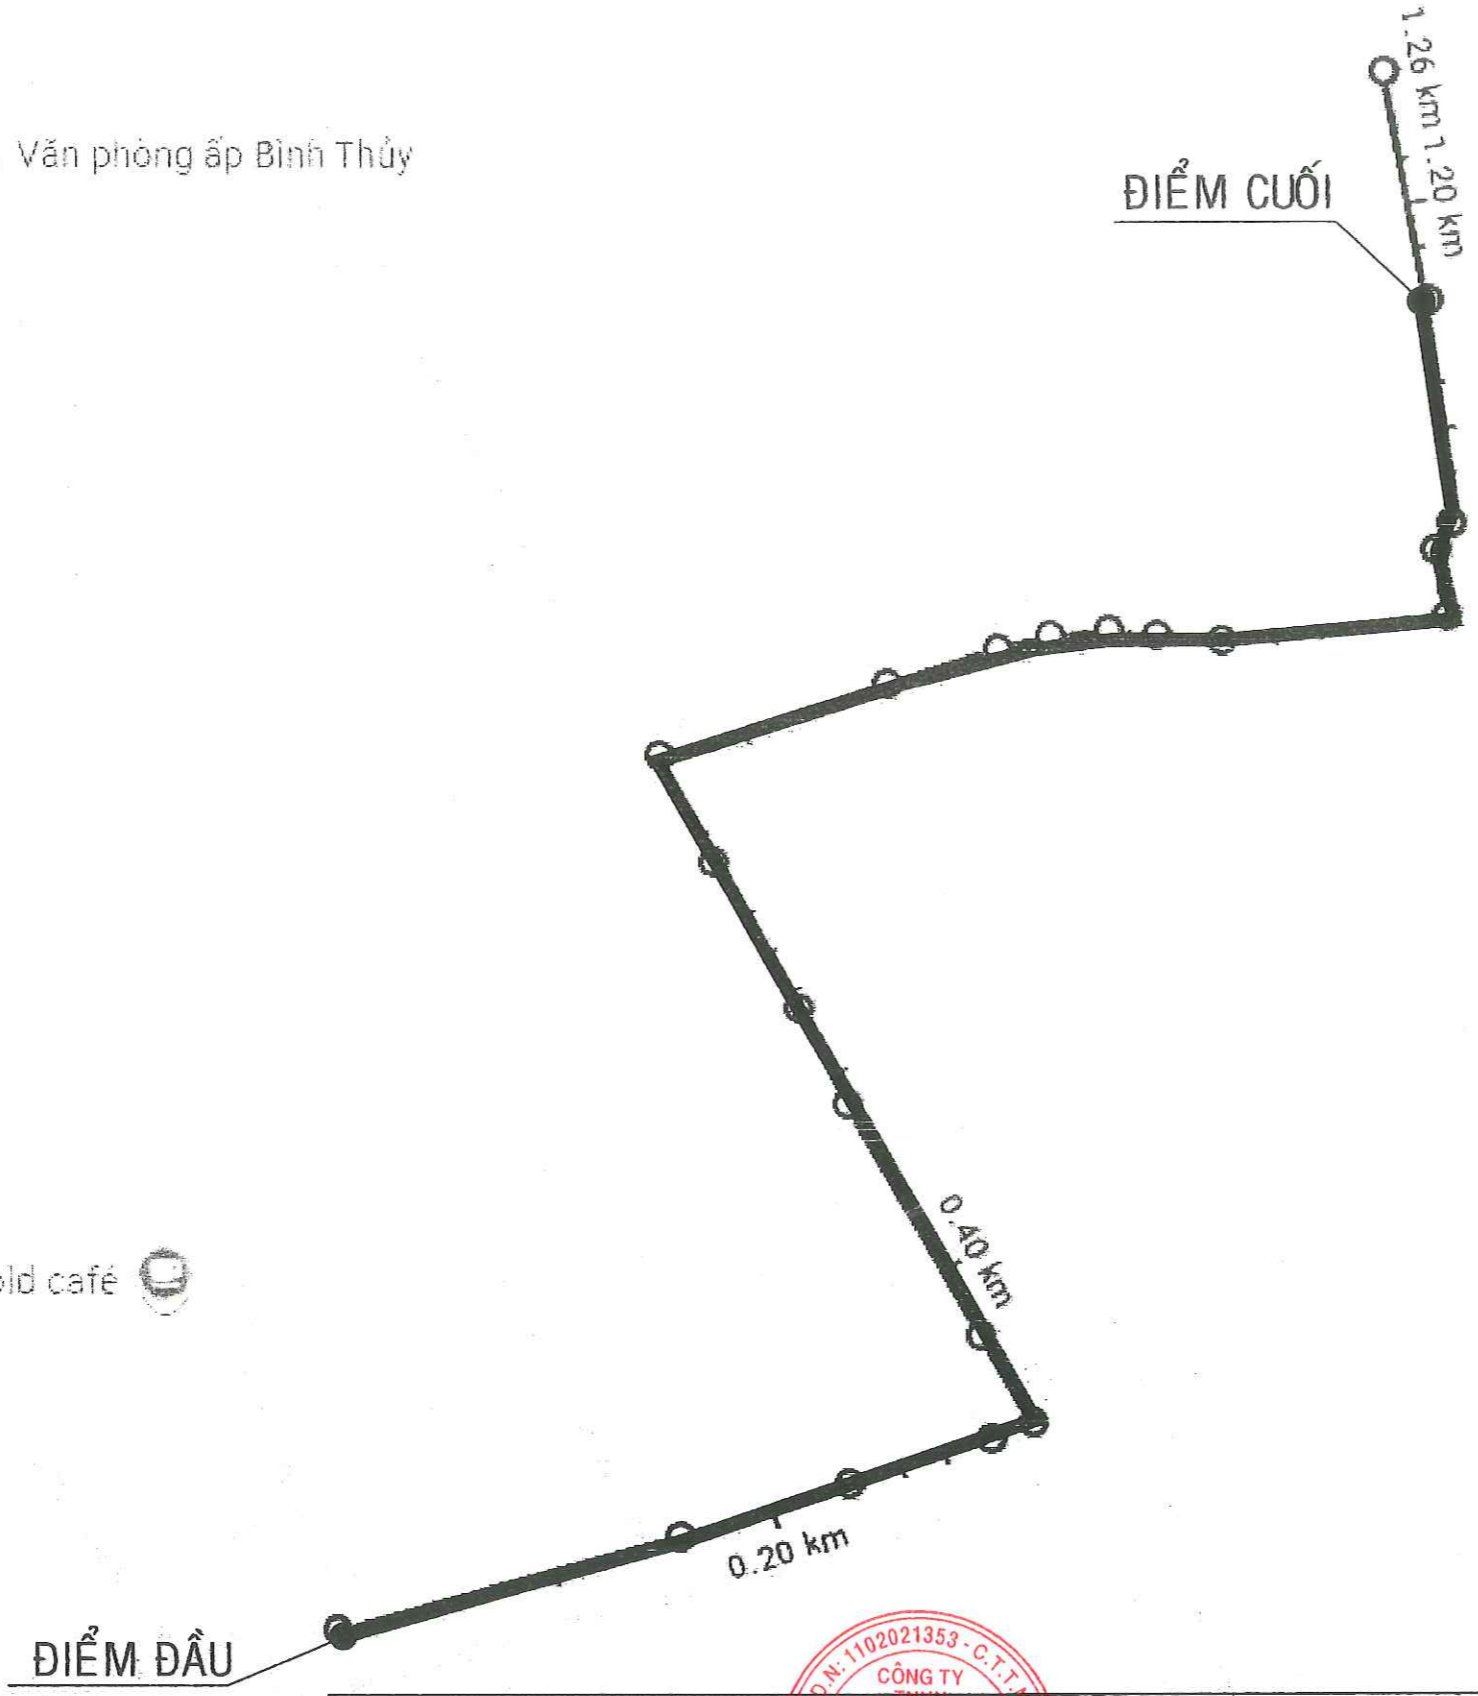 1.26 km 1.20 km
Văn phòng ấp Bình Thủy
ĐIỂM CUỐI
0.40 km
old café
0.20 km
ĐIỂM ĐẦU
D.N: 1102021353 - C.T.T.N
CÔNG TY